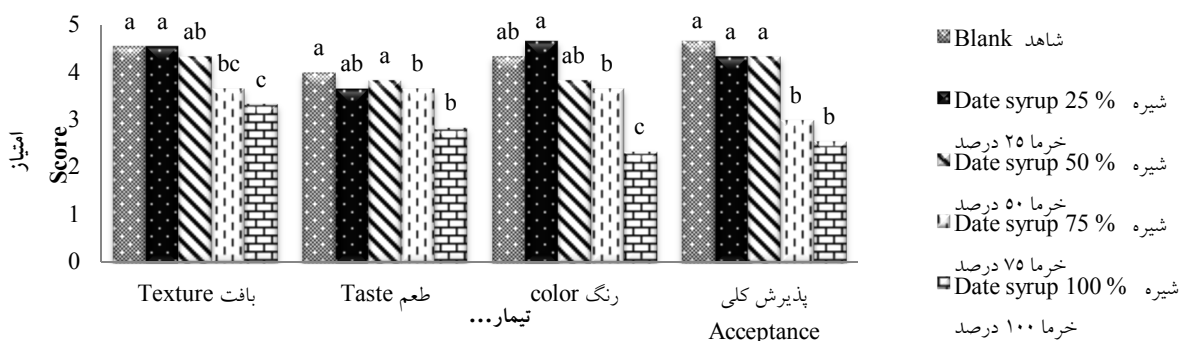 5
4
3
2
1
0
امتیاز
Score
a a ab bc c
a ab a b b
ab a ab b c
a a a b b
بافت Texture
طعم Taste
رنگ color
پذیرش کلی
Acceptance
تیمار...
شاهد Blank
شیره Date syrup 25 %
خرما ۲۵ درصد
شیره Date syrup 50 %
خرما ۵۰ درصد
شیره Date syrup 75 %
خرما ۷۵ درصد
شیره Date syrup 100 %
خرما ۱۰۰ درصد